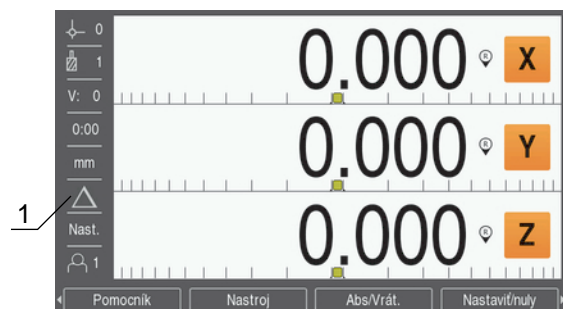 0
1
V: 0
0:00
mm
Nast.
1
1
0.000 R X
0.000 R Y
0.000 R Z
Pomocník Nastroj Abs/Vrát. Nastaviť/nuly